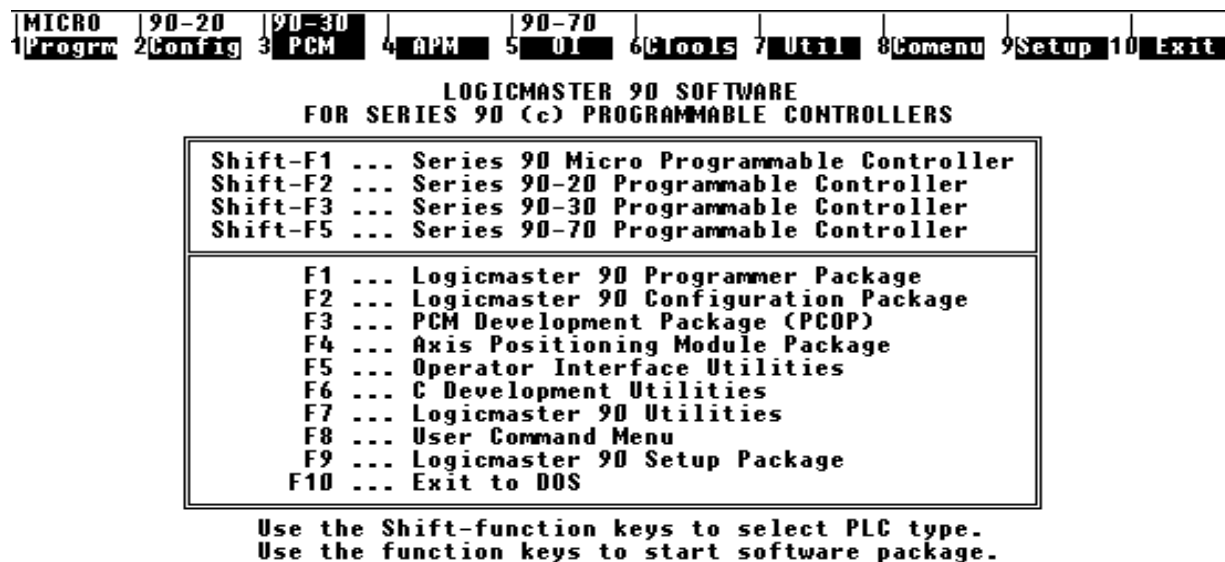 |MICRO |90-20 |90-30 | |90-70 | | | | |
1Progrm 2Config 3 PCM 4 APM 5 OI 6CTools 7 Util 8Comenu 9Setup 10 Exit
LOGICMASTER 90 SOFTWARE
FOR SERIES 90 (c) PROGRAMMABLE CONTROLLERS
Shift-F1 ... Series 90 Micro Programmable Controller
Shift-F2 ... Series 90-20 Programmable Controller
Shift-F3 ... Series 90-30 Programmable Controller
Shift-F5 ... Series 90-70 Programmable Controller
F1 ... Logicmaster 90 Programmer Package
F2 ... Logicmaster 90 Configuration Package
F3 ... PCM Development Package (PCOP)
F4 ... Axis Positioning Module Package
F5 ... Operator Interface Utilities
F6 ... C Development Utilities
F7 ... Logicmaster 90 Utilities
F8 ... User Command Menu
F9 ... Logicmaster 90 Setup Package
F10 ... Exit to DOS
Use the Shift-function keys to select PLC type.
Use the function keys to start software package.